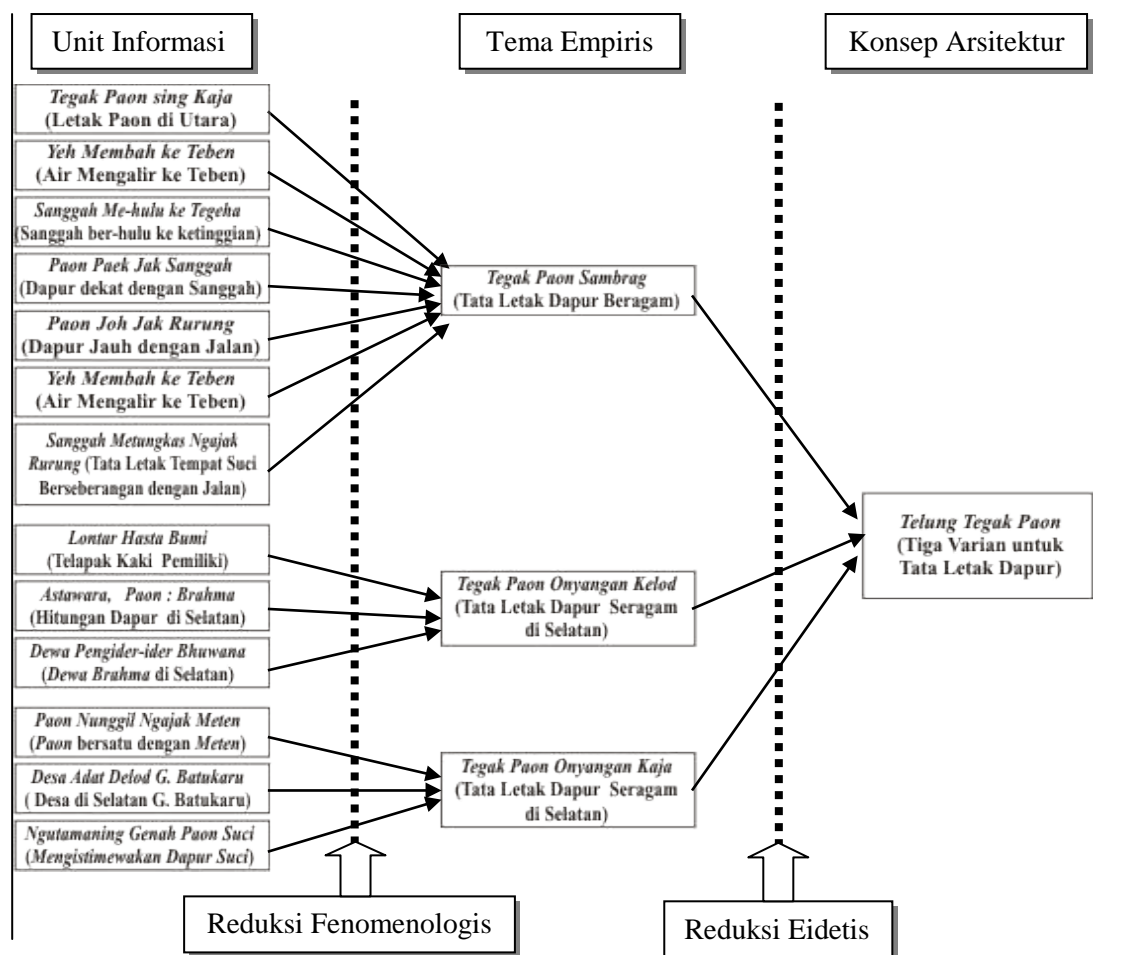 Unit Informasi
Tema Empiris
Konsep Arsitektur
Tegak Paon sing Kaja
(Letak Paon di Utara)
Yeh Membah ke Teben
(Air Mengalir ke Teben)
Sanggah Me-hulu ke Tegeha
(Sanggah ber-hulu ke ketinggian)
Paon Paek Jak Sanggah
(Dapur dekat dengan Sanggah)
Paon Joh Jak Rurung
(Dapur Jauh dengan Jalan)
Yeh Membah ke Teben
(Air Mengalir ke Teben)
Sanggah Metungkas Ngajak
Rurung (Tata Letak Tempat Suci
Berseberangan dengan Jalan)
Lontar Hasta Bumi
(Telapak Kaki Pemiliki)
Astawara, Paon : Brahma
(Hitungan Dapur di Selatan)
Dewa Pengider-ider Bhuwana
(Dewa Brahma di Selatan)
Paon Nunggil Ngajak Meten
(Paon bersatu dengan Meten)
Desa Adat Delod G. Batukaru
( Desa di Selatan G. Batukaru)
Ngutamaning Genah Paon Suci
(Mengistimewakan Dapur Suci)
Tegak Paon Sambrag
(Tata Letak Dapur Beragam)
Tegak Paon Onyangan Kelod
(Tata Letak Dapur Seragam
di Selatan)
Tegak Paon Onyangan Kaja
(Tata Letak Dapur Seragam
di Selatan)
Telung Tegak Paon
(Tiga Varian untuk
Tata Letak Dapur)
Reduksi Fenomenologis
Reduksi Eidetis